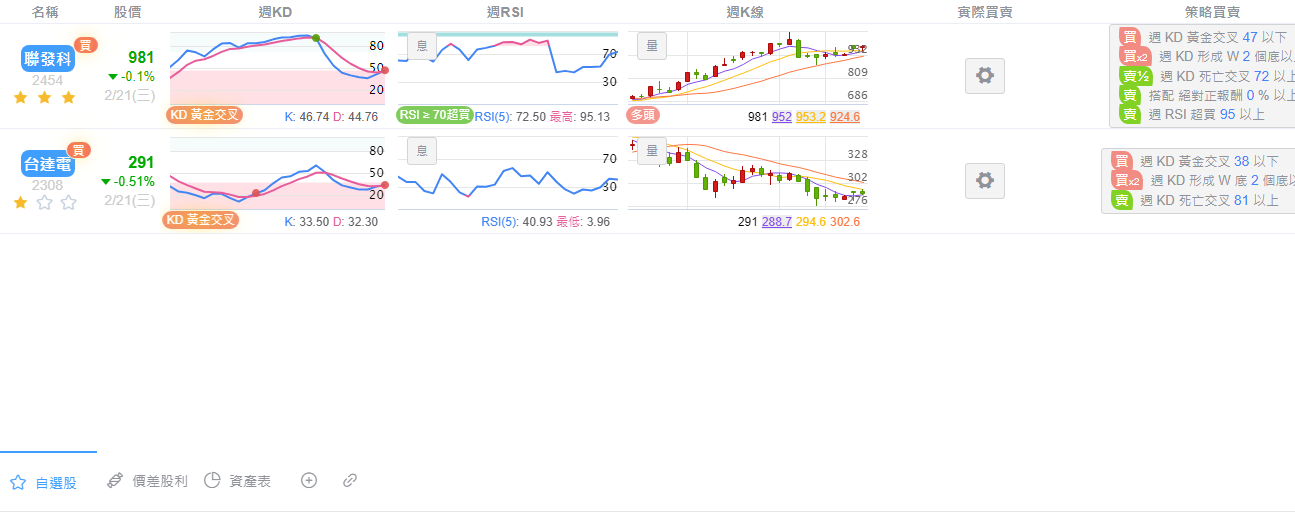 名稱 股價 週KD 週RSI 週K線 實際買賣 策略買賣
聯發科 買
2454
981
-0.1%
2/21(三)
80
50
20
KD 黃金交叉 K: 46.74 D: 44.76
息
70
30
RSI ≥ 70超買 RSI(5): 72.50 最高: 95.13
量
932
809
686
多頭 981 952 953.2 924.6
買 週 KD 黃金交叉 47 以下
買x2 週 KD 形成 W 2 個底以
賣½ 週 KD 死亡交叉 72 以上
賣 搭配 絕對正報酬 0 % 以上
賣 週 RSI 超買 95 以上
台達電 買
2308
291
-0.51%
2/21(三)
80
50
20
KD 黃金交叉 K: 33.50 D: 32.30
息
70
30
RSI(5): 40.93 最低: 3.96
量
328
302
276
291 288.7 294.6 302.6
買 週 KD 黃金交叉 38 以下
買x2 週 KD 形成 W 底 2 個底以
賣 週 KD 死亡交叉 81 以上
自選股 價差股利 資產表